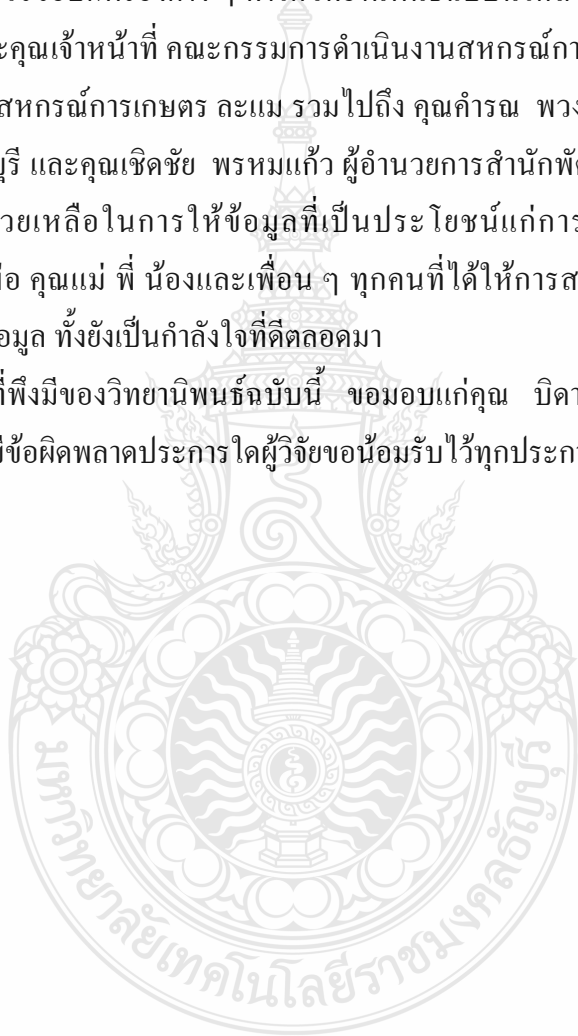 ะคุณเจ้าหน้าที่ คณะกรรมการดำเนินงานสหกรณ์กา
สหกรณ์การเกษตร ละแม รวมไปถึง คุณคำรณ พวง
บุรี และคุณเชิดชัย พรหมแก้ว ผู้อำนวยการสำนักพัฒ
วยเหลือในการให้ข้อมูลที่เป็นประโยชน์แก่การ
่อ คุณแม่ พี่ น้องและเพื่อน ๆ ทุกคนที่ได้ให้การส
อมูล ทั้งยังเป็นกำลังใจที่ดีตลอดมา
ที่พึงมีของวิทยานิพนธ์ฉบับนี้ ขอมอบแก่คุณ บิดา
มีข้อผิดพลาดประการใดผู้วิจัยขอน้อมรับไว้ทุกประกา
มหาวิทยาลัยเทคโนโลยีราชมงคลธัญบุรี